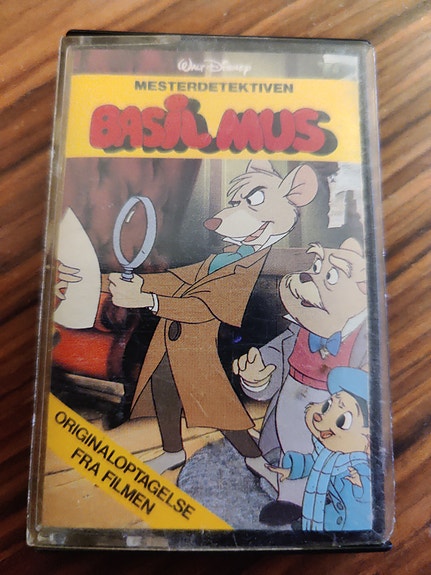 Walt Disney
MESTERDETEKTIVEN
BASIL MUS
ORIGINALOPTAGELSE
FRA FILMEN